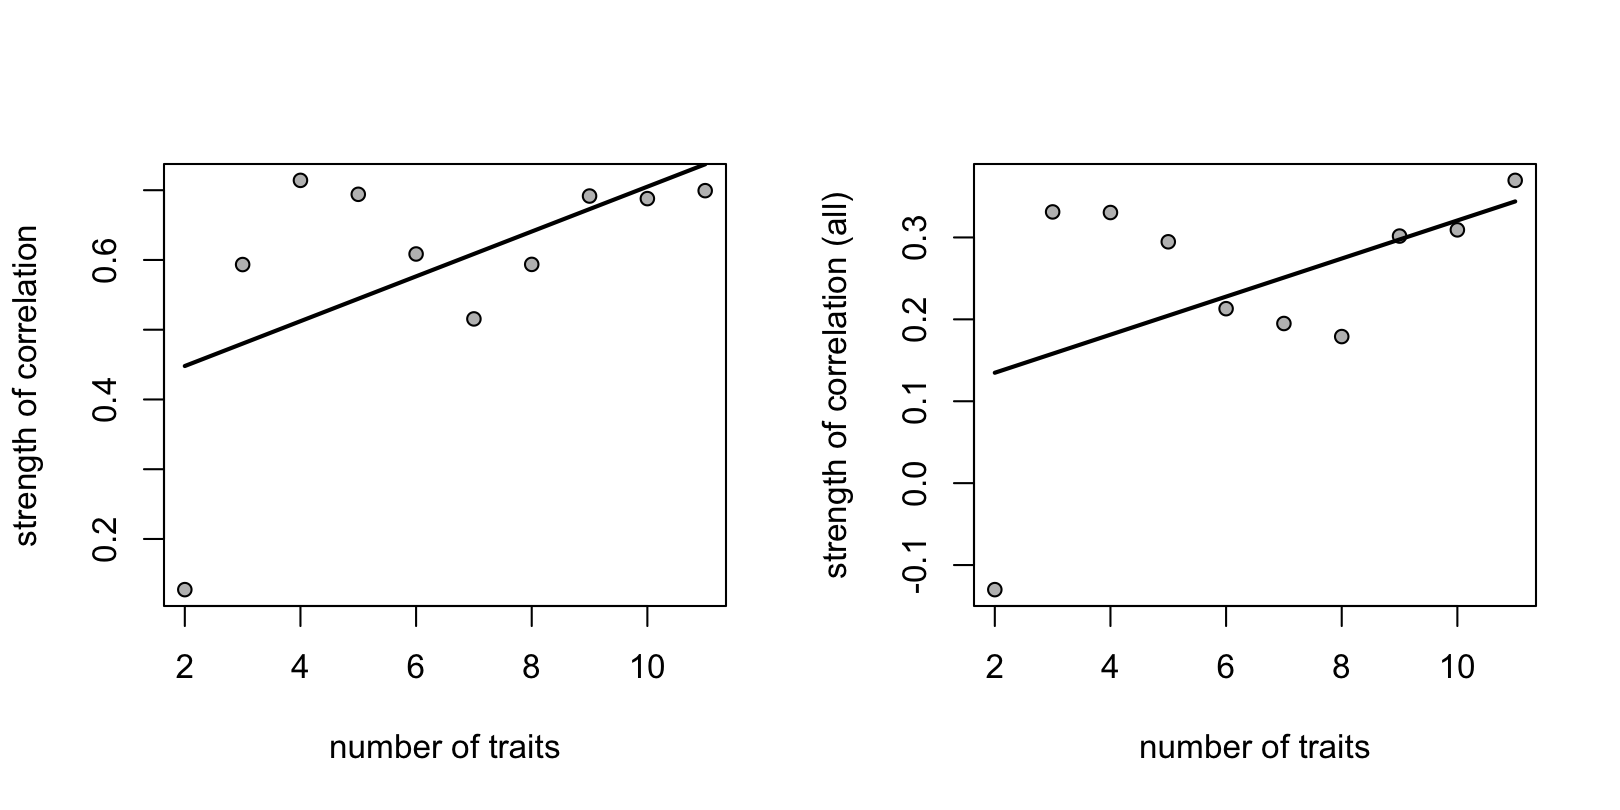 strength of correlation
0.6
0.4
0.2
2 4 6 8 10
number of traits
strength of correlation (all)
0.3
0.2
0.1
0.0
-0.1
2 4 6 8 10
number of traits